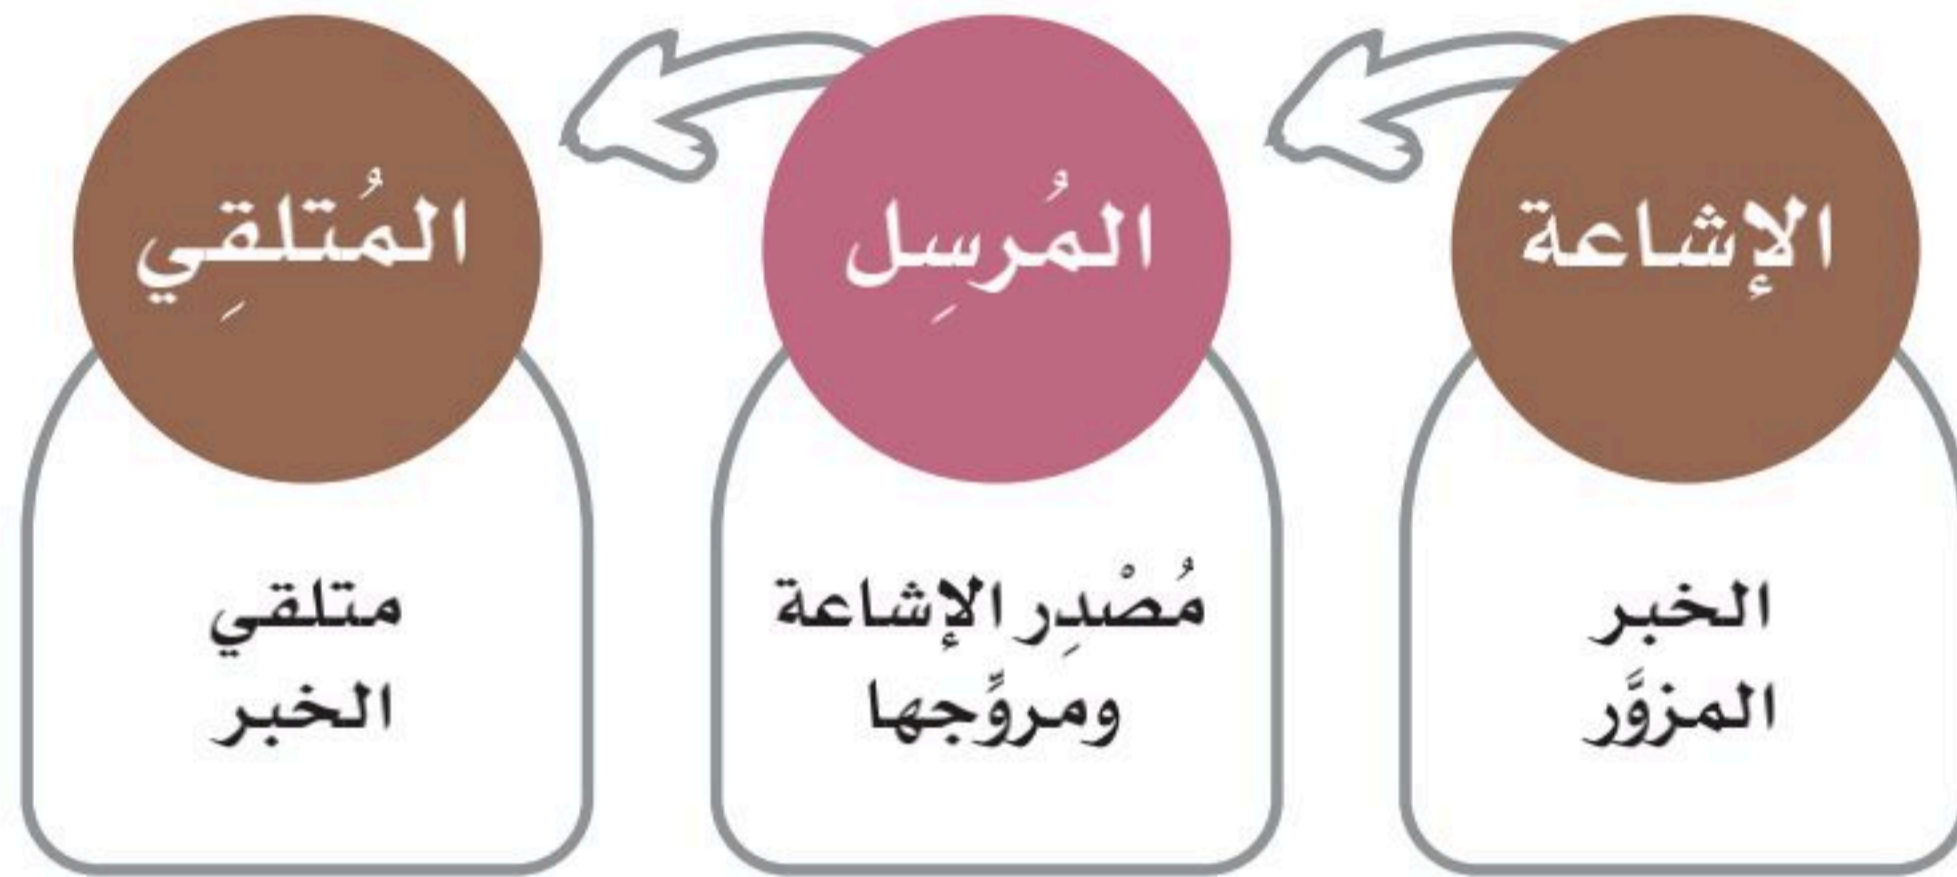 الإشاعة
الخبر
المزوَّر
المُرسِل
مُصْدِر الإشاعة
ومروِّجها
المُتلقِي
متلقي
الخبر